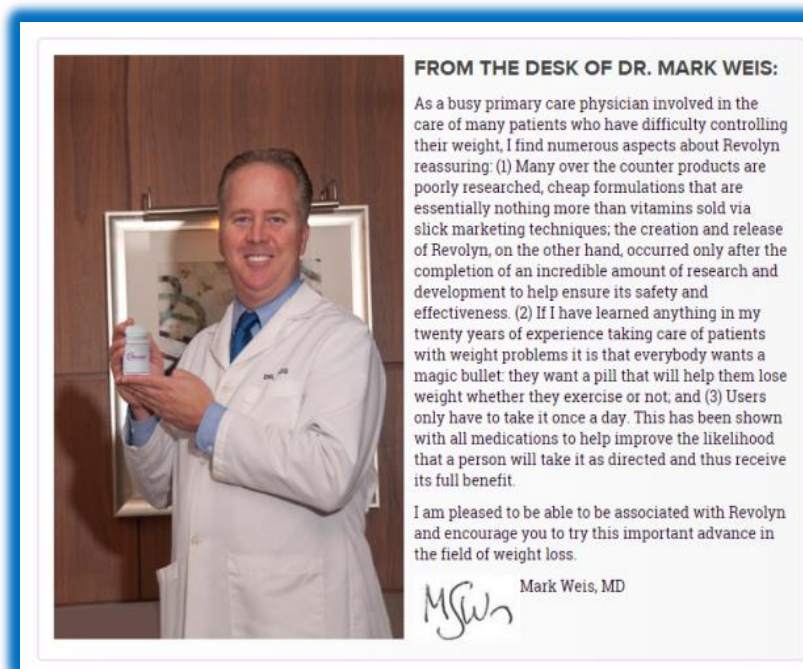 FROM THE DESK OF DR. MARK WEIS:
As a busy primary care physician involved in the
care of many patients who have difficulty controlling
their weight, I find numerous aspects about Revolyn
reassuring: (1) Many over the counter products are
poorly researched, cheap formulations that are
essentially nothing more than vitamins sold via
slick marketing techniques; the creation and release
of Revolyn, on the other hand, occurred only after the
completion of an incredible amount of research and
development to help ensure its safety and
effectiveness. (2) If I have learned anything in my
twenty years of experience taking care of patients
with weight problems it is that everybody wants a
magic bullet: they want a pill that will help them lose
weight whether they exercise or not; and (3) Users
only have to take it once a day. This has been shown
with all medications to help improve the likelihood
that a person will take it as directed and thus receive
its full benefit.
I am pleased to be able to be associated with Revolyn
and encourage you to try this important advance in
the field of weight loss.
Mark Weis, MD